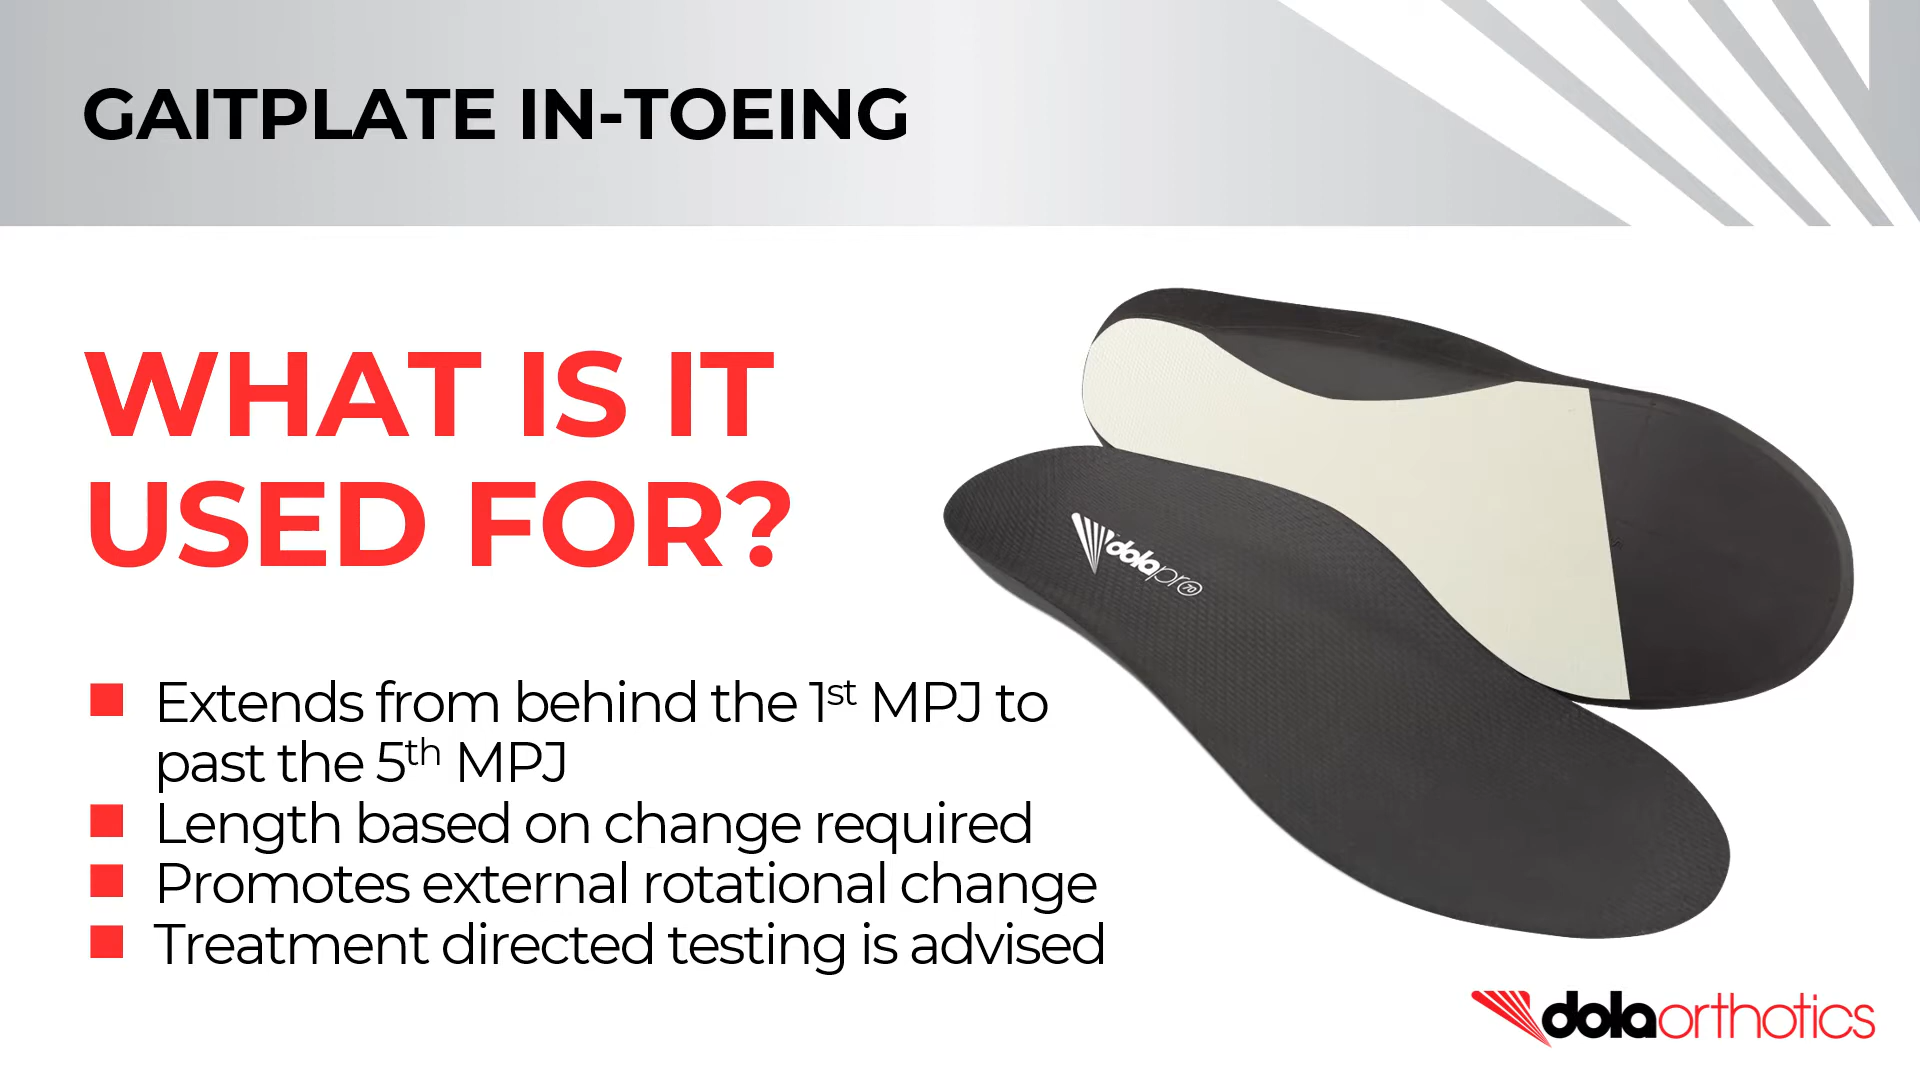 GAITPLATE IN-TOEING
WHAT IS IT
USED FOR?
Extends from behind the 1st MPJ to
past the 5th MPJ
Length based on change required
Promotes external rotational change
Treatment directed testing is advised
dolapro 70
dolaorthotics